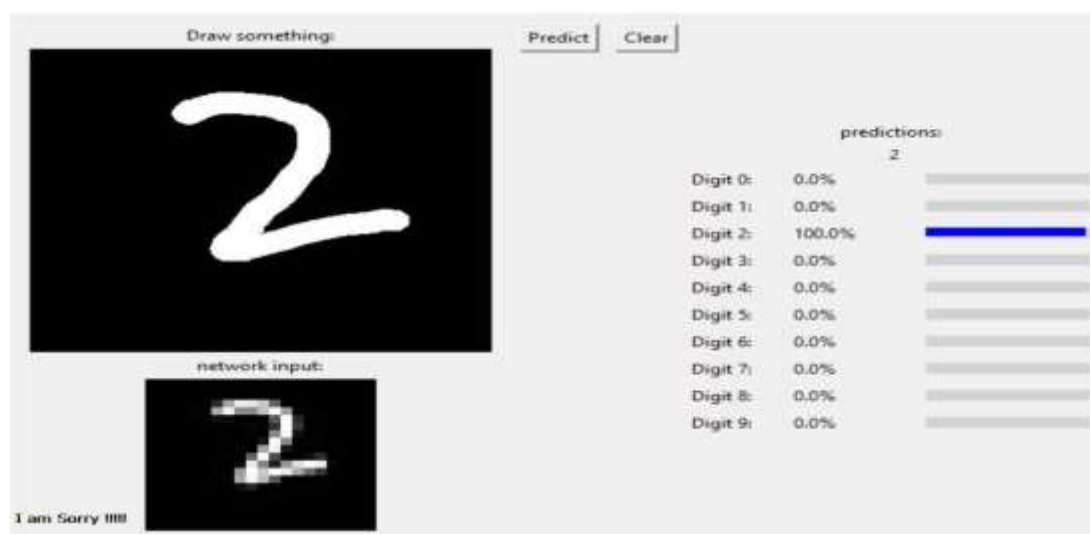 Draw something:
Predict Clear
2
predictions:
2
Digit 0: 0.0%
Digit 1: 0.0%
Digit 2: 100.0%
Digit 3: 0.0%
Digit 4: 0.0%
Digit 5: 0.0%
Digit 6: 0.0%
Digit 7: 0.0%
Digit 8: 0.0%
Digit 9: 0.0%
network input:
2
I am Sorry !!!!!